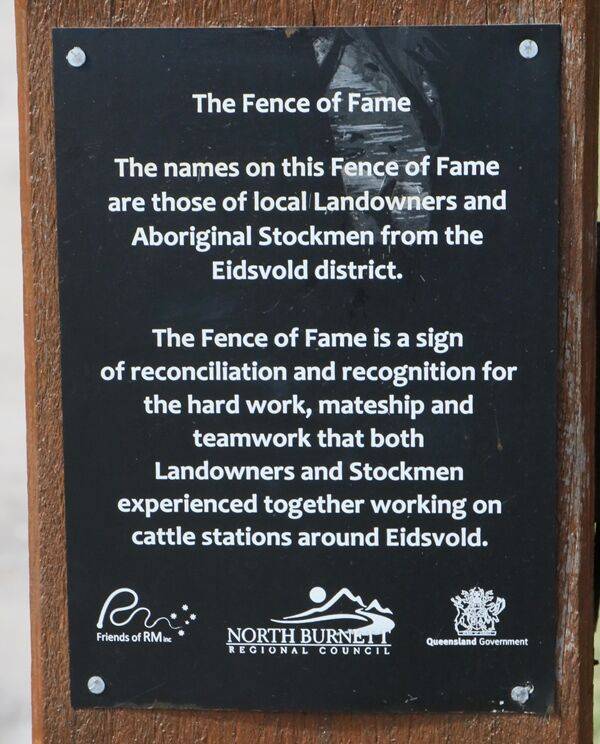 The Fence of Fame
The names on this Fence of Fame
are those of local Landowners and
Aboriginal Stockmen from the
Eidsvold district.
The Fence of Fame is a sign
of reconciliation and recognition for
the hard work, mateship and
teamwork that both
Landowners and Stockmen
experienced together working on
cattle stations around Eidsvold.
Friends of RM Inc
NORTH BURNETT
REGIONAL COUNCIL
Queensland Government